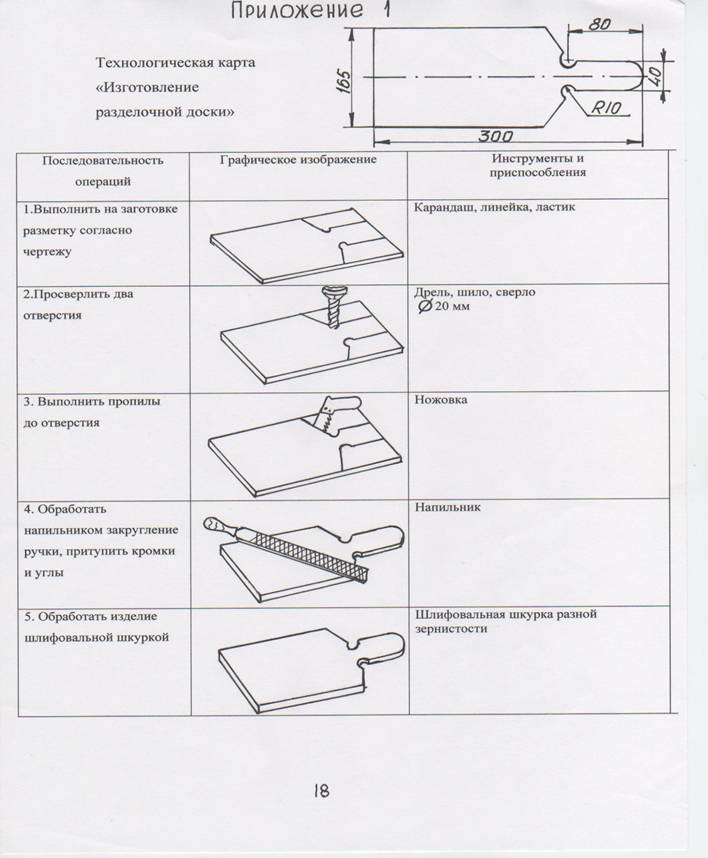 Приложение 1
Технологическая карта
«Изготовление
разделочной доски»
165
80
40
R10
300
Последовательность
операций
Графическое изображение
Инструменты и
приспособления
1.Выполнить на заготовке
разметку согласно
чертежу
Карандаш, линейка, ластик
2.Просверлить два
отверстия
Дрель, шило, сверло
Ø 20 мм
3. Выполнить пропилы
до отверстия
Ножовка
4. Обработать
напильником закругление
ручки, притупить кромки
и углы
Напильник
5. Обработать изделие
шлифовальной шкуркой
Шлифовальная шкурка разной
зернистости
18